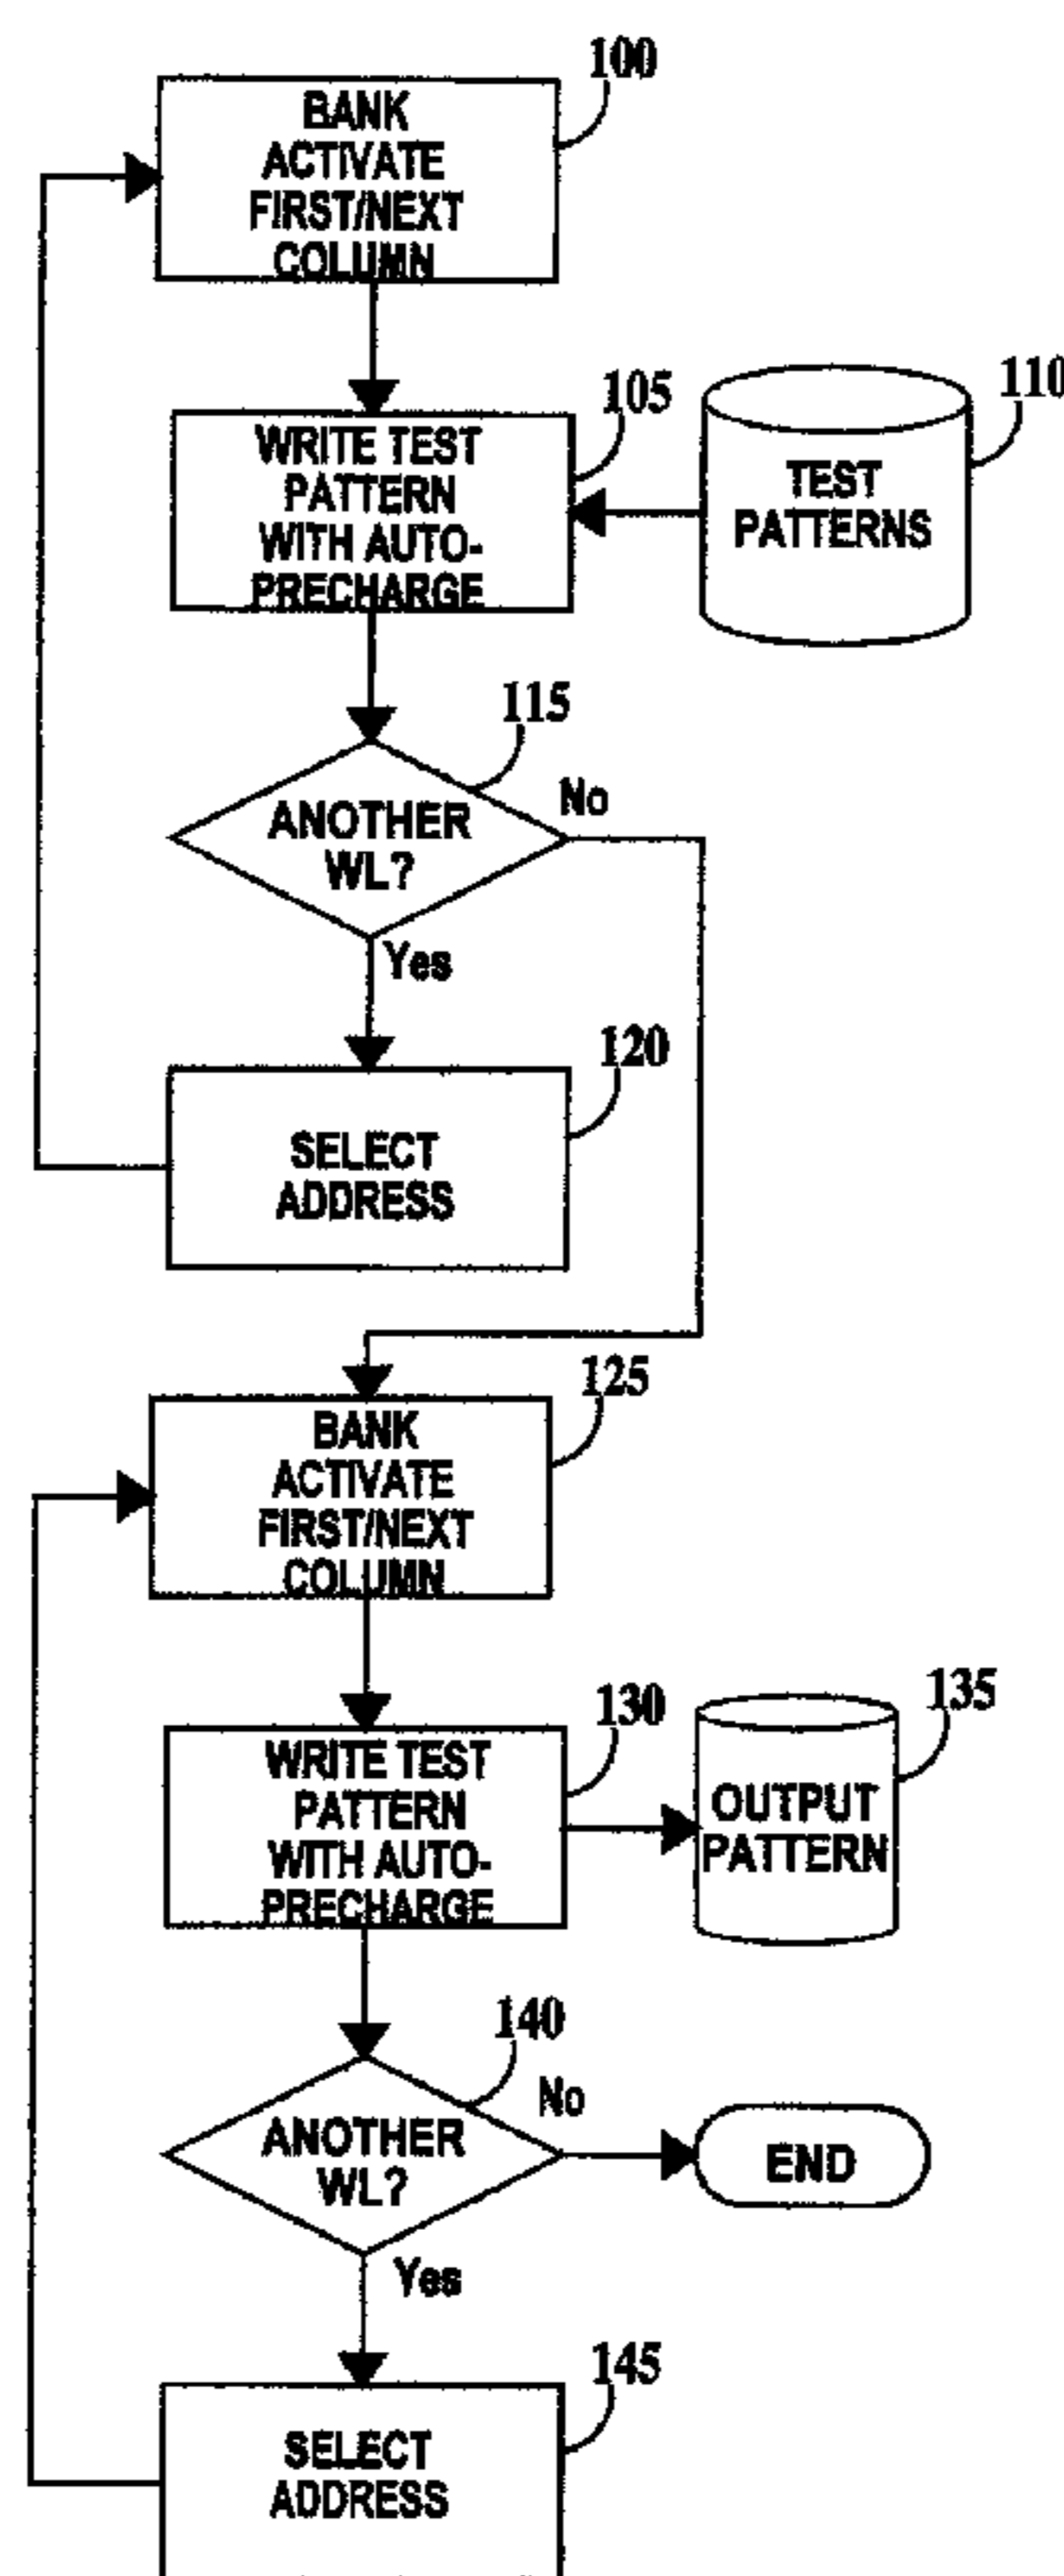 100
BANK
ACTIVATE
FIRST/NEXT
COLUMN
105
WRITE TEST
PATTERN
WITH AUTO-
PRECHARGE
110
TEST
PATTERNS
115
ANOTHER
WL?
No
Yes
120
SELECT
ADDRESS
125
BANK
ACTIVATE
FIRST/NEXT
COLUMN
130
WRITE TEST
PATTERN
WITH AUTO-
PRECHARGE
135
OUTPUT
PATTERN
140
ANOTHER
WL?
No
END
Yes
145
SELECT
ADDRESS